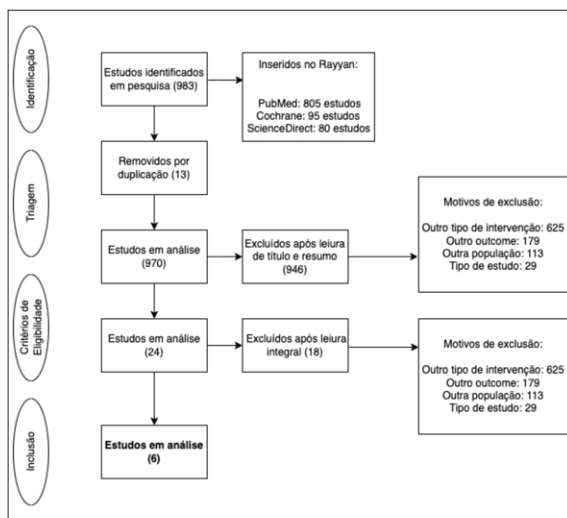 Identificação
Estudos identificados
em pesquisa (983)
Inseridos no Rayyan:
PubMed: 805 estudos
Cochrane: 95 estudos
ScienceDirect: 80 estudos
Triagem
Removidos por
duplicação (13)
Estudos em análise
(970)
Excluídos após leiura
de título e resumo
(946)
Motivos de exclusão:
Outro tipo de intervenção: 625
Outro outcome: 179
Outra população: 113
Tipo de estudo: 29
Critérios de
Eligibilidade
Estudos em análise
(24)
Excluídos após leiura
integral (18)
Motivos de exclusão:
Outro tipo de intervenção: 625
Outro outcome: 179
Outra população: 113
Tipo de estudo: 29
Inclusão
Estudos em análise
(6)